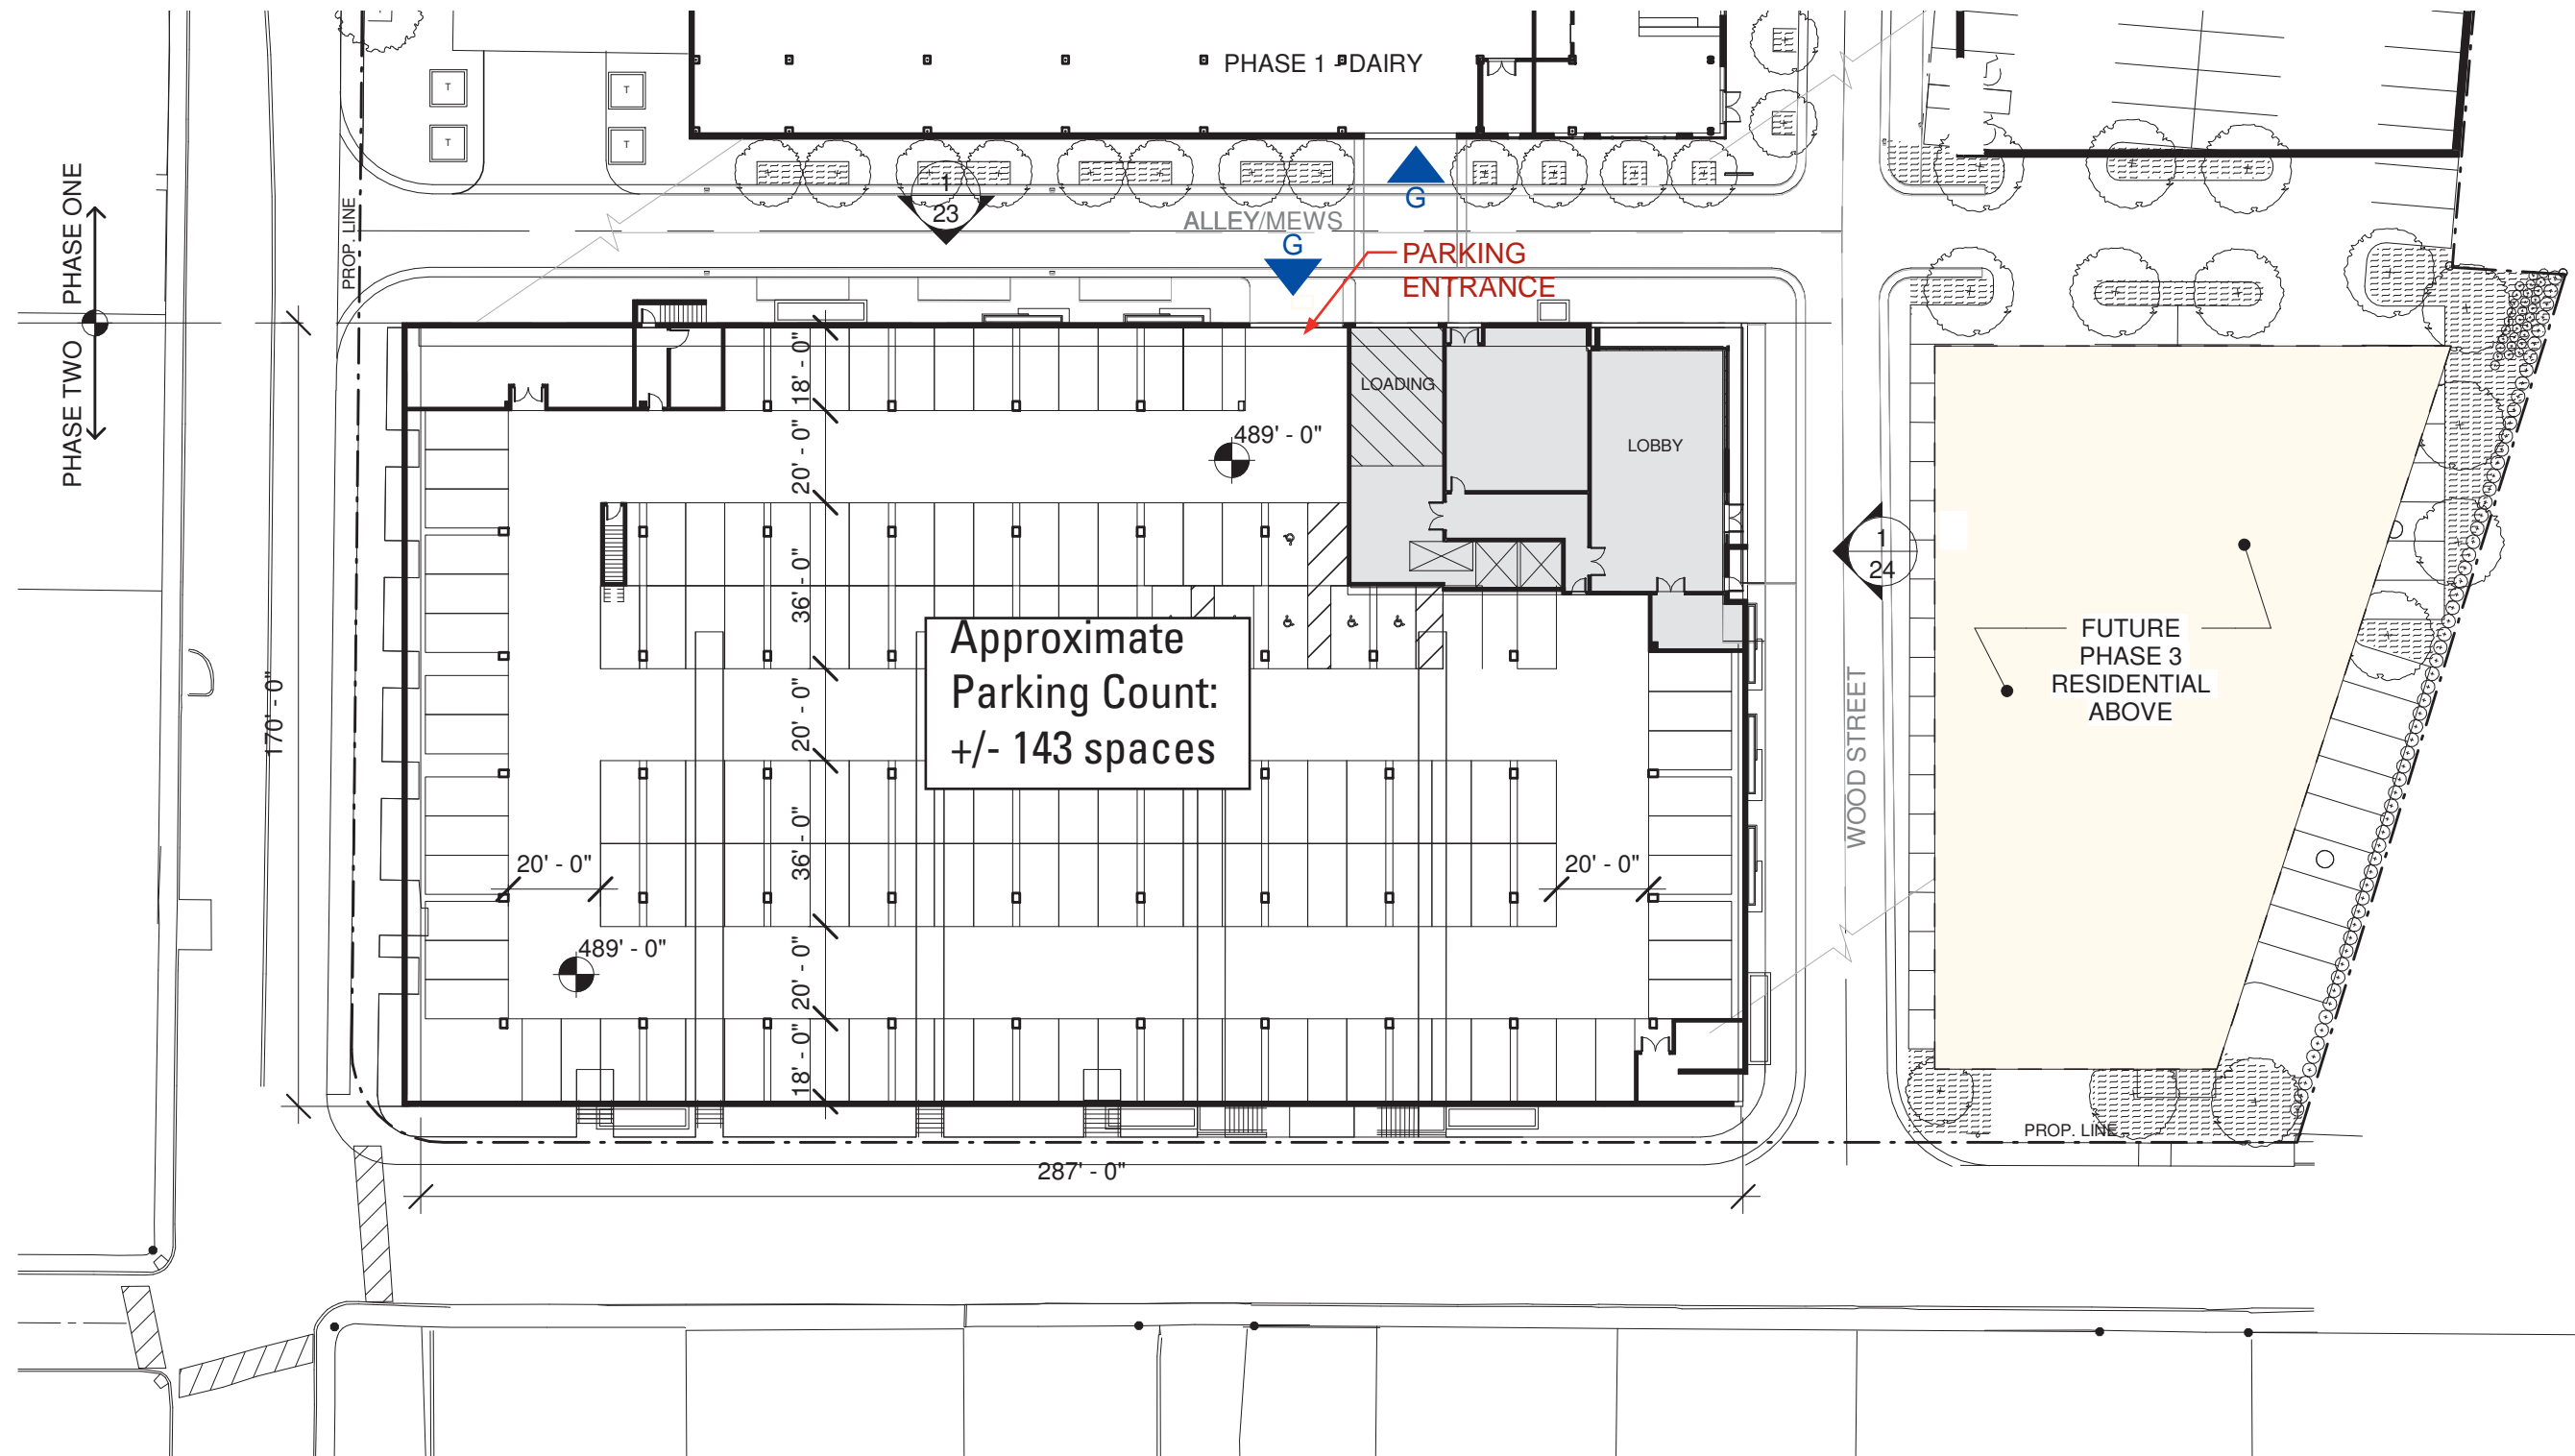 PHASE 1 - DAIRY
T
T
T
T
PHASE ONE
PHASE TWO
PROP. LINE
1
23
ALLEY/MEWS
G
G
PARKING
ENTRANCE
18' - 0"
LOADING
LOBBY
489' - 0"
20' - 0"
36' - 0"
1
24
Approximate
Parking Count:
+/- 143 spaces
FUTURE
PHASE 3
RESIDENTIAL
ABOVE
170' - 0"
20' - 0"
WOOD STREET
36' - 0"
20' - 0"
20' - 0"
489' - 0"
20' - 0"
18' - 0"
PROP. LINE
287' - 0"